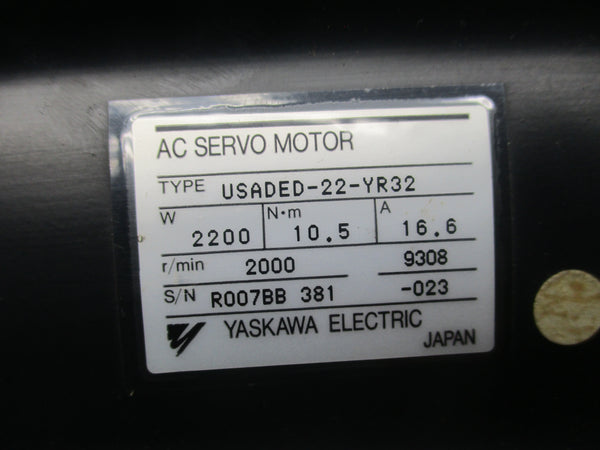 AC SERVO MOTOR
TYPE USADED-22-YR32
W 2200 N·m 10.5 A 16.6
r/min 2000 9308
S/N R007BB 381 -023
YASKAWA ELECTRIC
JAPAN